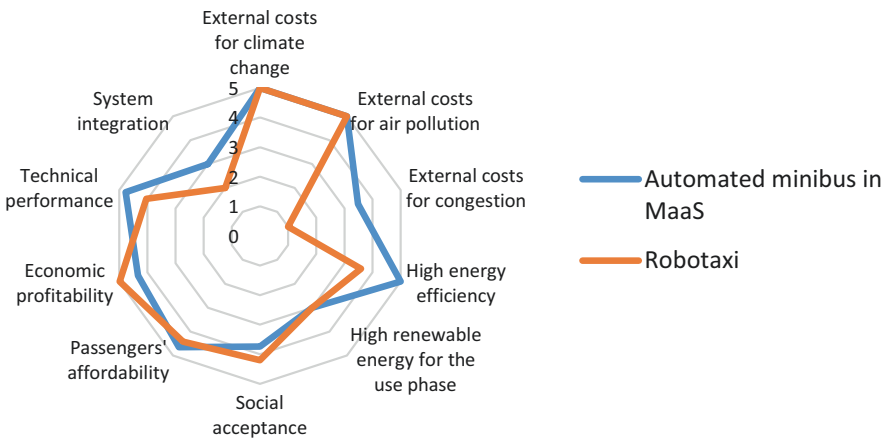 External costs
for climate
change
System
integration
External costs
for air pollution
Technical
performance
External costs
for congestion
Economic
profitability
High energy
efficiency
Passengers'
affordability
High renewable
energy for the
use phase
Social
acceptance
5
4
3
2
1
0
Automated minibus in
MaaS
Robotaxi